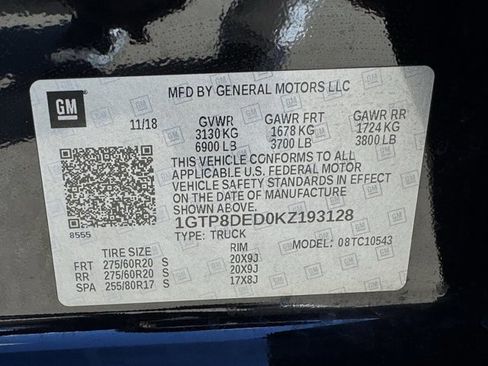 GM
MFD BY GENERAL MOTORS LLC
11/18
GVWR GAWR FRT GAWR RR
3130 KG 1678 KG 1724 KG
6900 LB 3700 LB 3800 LB
THIS VEHICLE CONFORMS TO ALL
APPLICABLE U.S. FEDERAL MOTOR
VEHICLE SAFETY STANDARDS IN EFFECT
ON THE DATE OF MANUFACTURE
SHOWN ABOVE.
1GTP8DED0KZ193128
8555
TYPE: TRUCK MODEL: 08TC10543
TIRE SIZE RIM
FRT 275/60R20 S 20X9J
RR 275/60R20 S 20X9J
SPA 255/80R17 S 17X8J